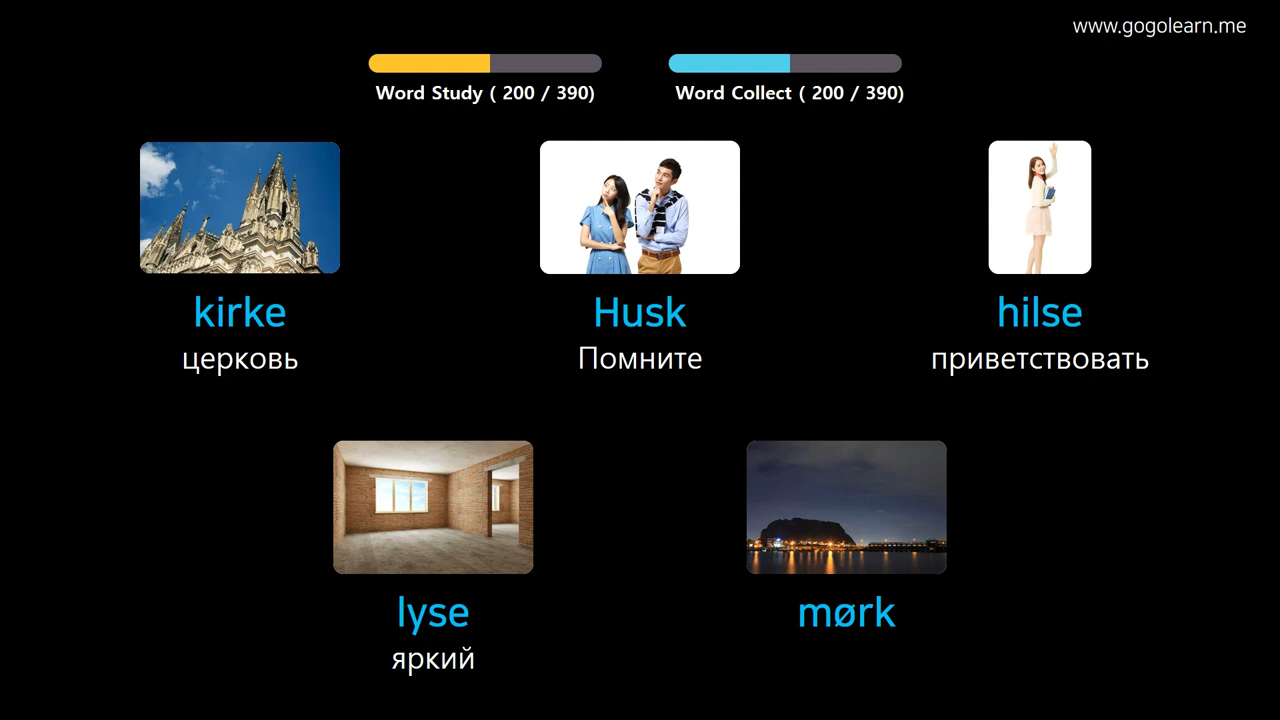 www.gogolearn.me
Word Study ( 200 / 390)
Word Collect ( 200 / 390)
kirke
церковь
Husk
Помните
hilse
приветствовать
lyse
яркий
mørk